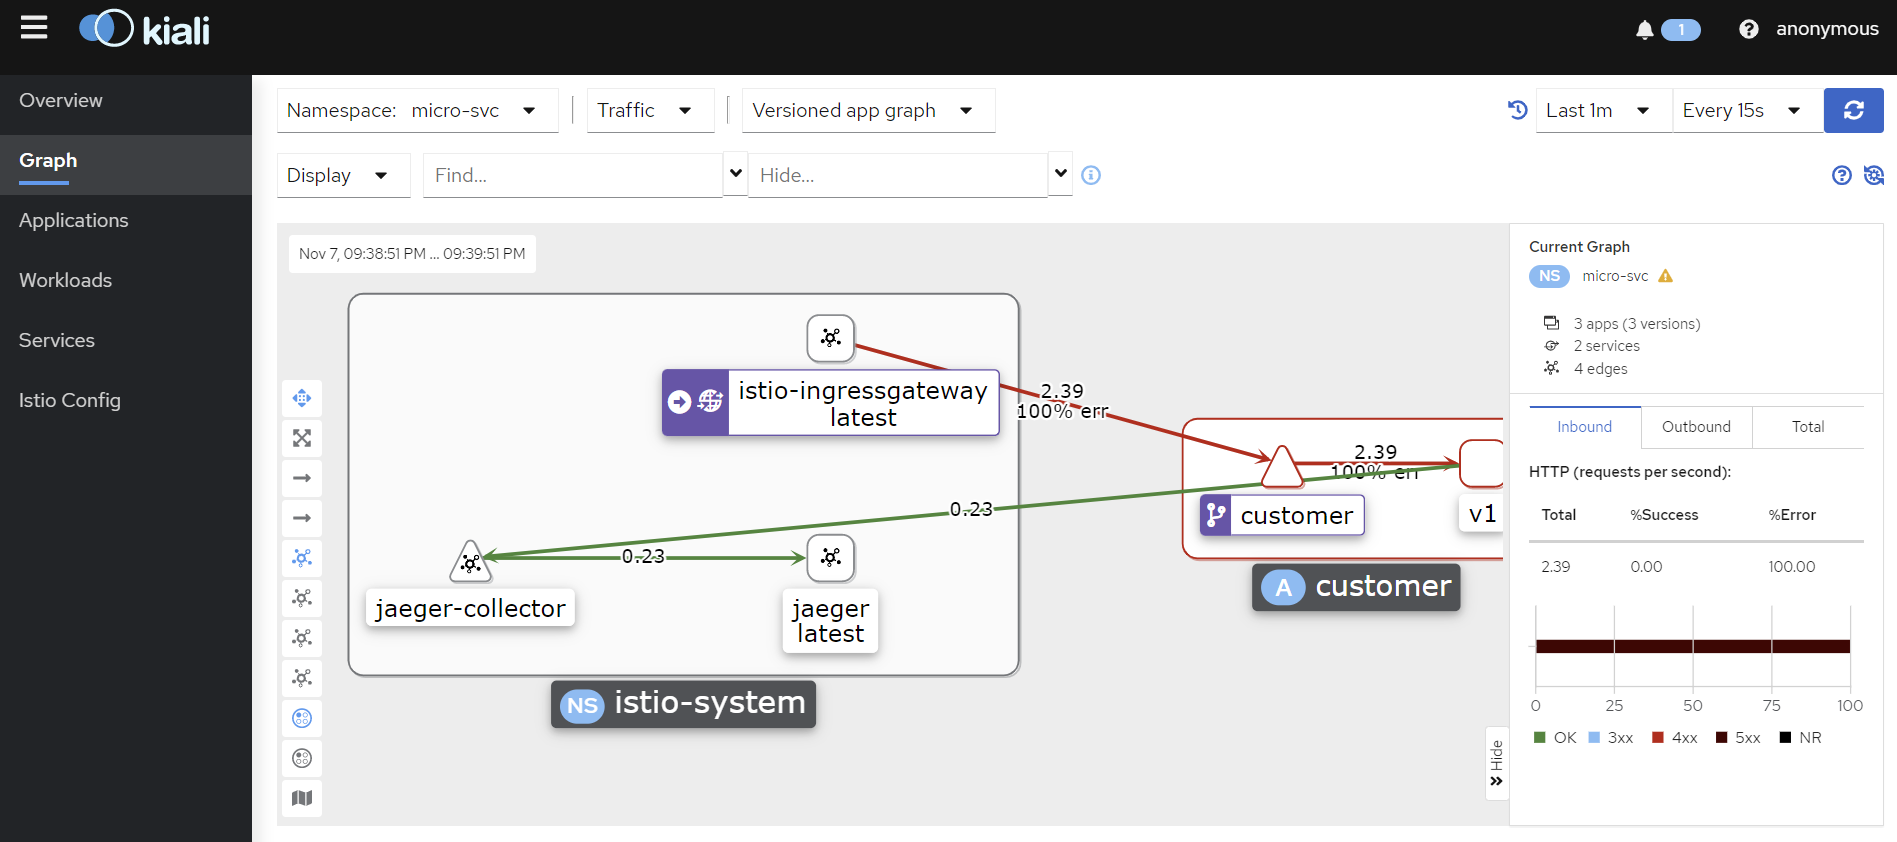 kiali
1
anonymous
Overview
Graph
Applications
Workloads
Services
Istio Config
Namespace: micro-svc
Traffic
Versioned app graph
Last 1m
Every 15s
Display
Find...
Hide...
Nov 7, 09:38:51 PM ... 09:39:51 PM
istio-ingressgateway
latest
2.39
100% err
2.39
100% err
customer
v1
A customer
0.23
0.23
jaeger-collector
jaeger
latest
NS istio-system
Hide
Current Graph
NS micro-svc
3 apps (3 versions)
2 services
4 edges
Inbound
Outbound
Total
HTTP (requests per second):
Total %Success %Error
2.39 0.00 100.00
0 25 50 75 100
OK 3xx 4xx 5xx NR